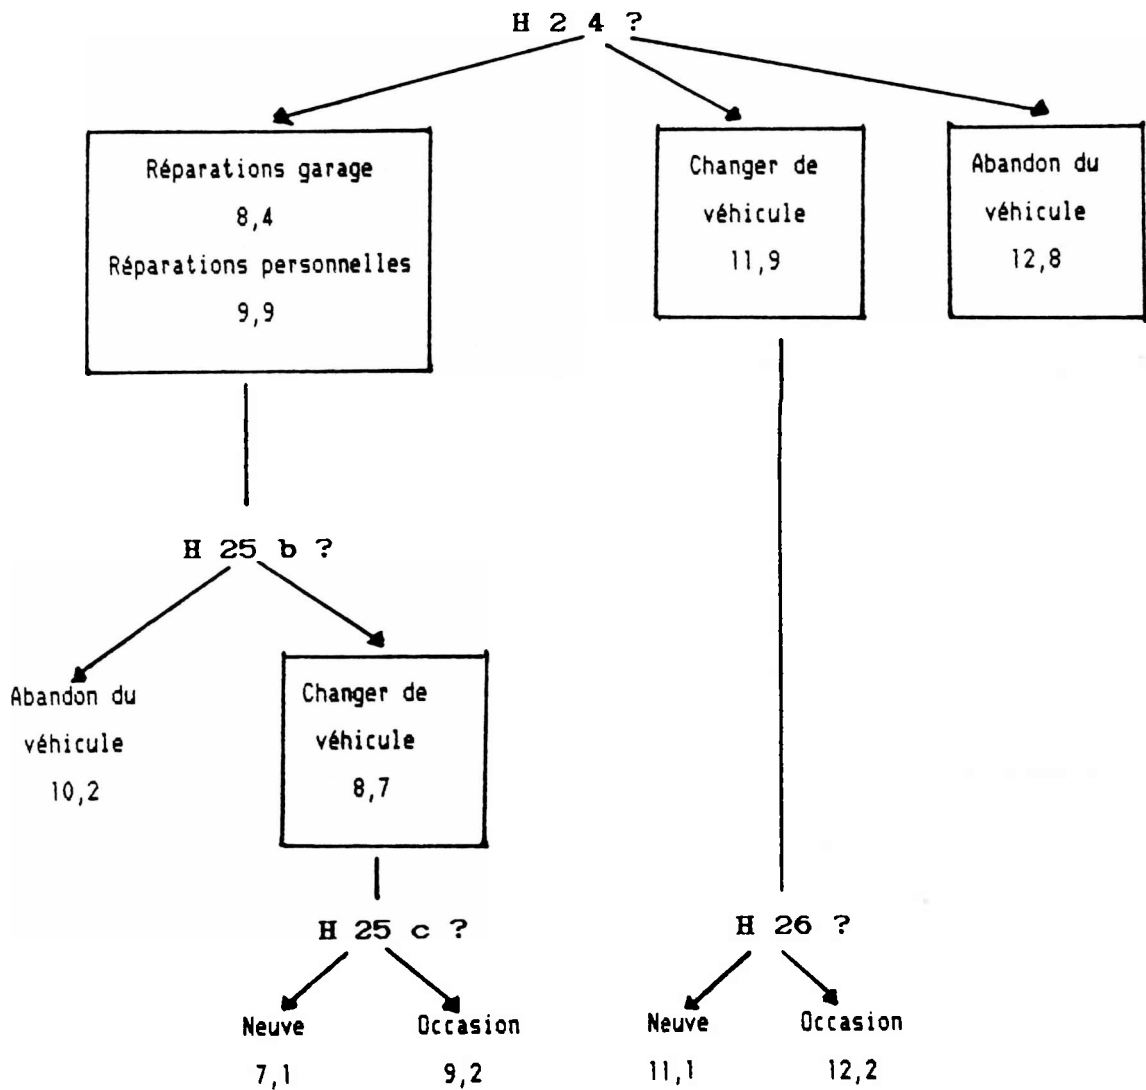 H 2 4 ?
Réparations garage
8,4
Réparations personnelles
9,9
Changer de
véhicule
11,9
Abandon du
véhicule
12,8
H 25 b ?
Abandon du
véhicule
10,2
Changer de
véhicule
8,7
H 25 c ?
H 26 ?
Neuve
7,1
Occasion
9,2
Neuve
11,1
Occasion
12,2